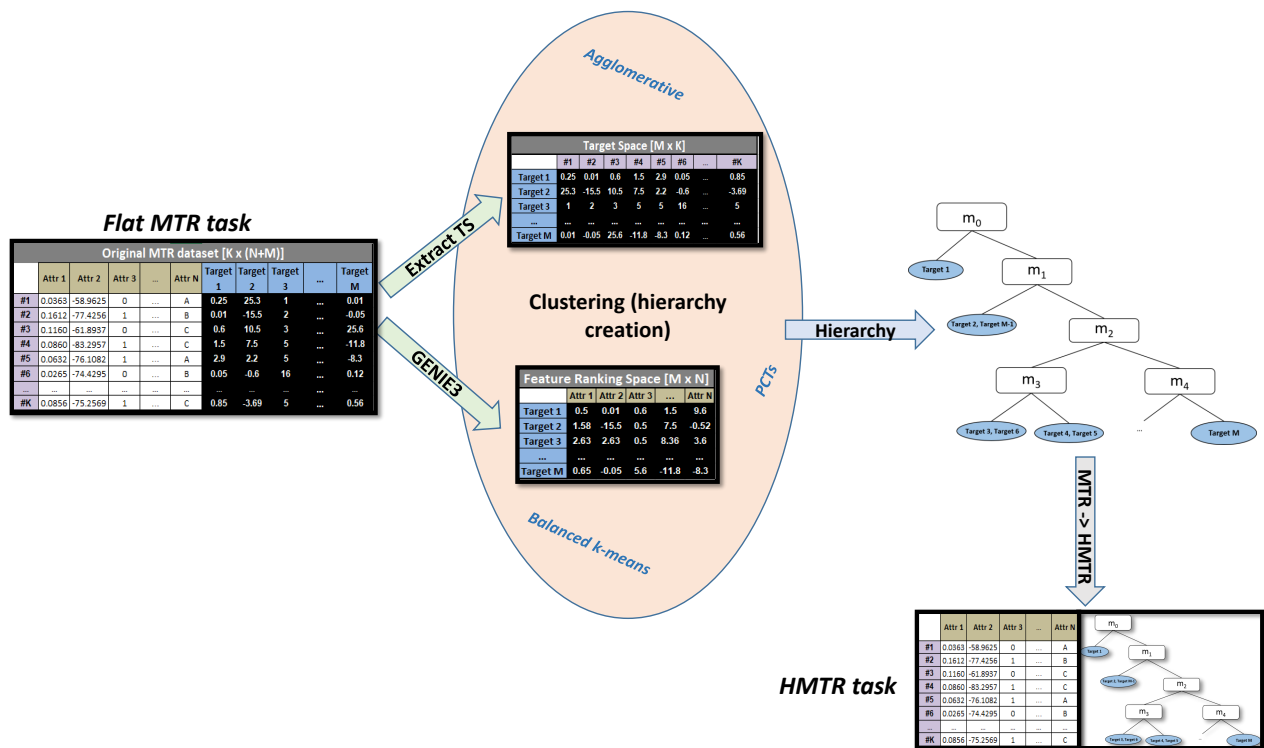 Agglomerative
Target Space [M x K]
#1 #2 #3 #4 #5 #6 ... #K
Target 1 0.25 0.01 0.6 1.5 2.9 0.05 ... 0.85
Target 2 25.3 -15.5 10.5 7.5 2.2 -0.6 ... -3.69
Target 3 1 2 3 5 5 16 ... 5
... ... ... ... ... ... ... ... ...
Target M 0.01 -0.05 25.6 -11.8 -8.3 0.12 ... 0.56
Flat MTR task
Original MTR dataset [K x (N+M)]
Attr 1 Attr 2 Attr 3 ... Attr N Target 1 Target 2 Target 3 ... Target M
#1 0.0363 -58.9625 0 ... A 0.25 25.3 1 ... 0.01
#2 0.1612 -77.4256 1 ... B 0.01 -15.5 2 ... -0.05
#3 0.1160 -61.8937 0 ... C 0.6 10.5 3 ... 25.6
#4 0.0860 -83.2957 1 ... C 1.5 7.5 5 ... -11.8
#5 0.0632 -76.1082 1 ... A 2.9 2.2 5 ... -8.3
#6 0.0265 -74.4295 0 ... B 0.05 -0.6 16 ... 0.12
... ... ... ... ... ... ... ... ... ...
#K 0.0856 -75.2569 1 ... C 0.85 -3.69 5 ... 0.56
Extract TS
GENIE3
Clustering (hierarchy
creation)
Feature Ranking Space [M x N]
Attr 1 Attr 2 Attr 3 ... Attr N
Target 1 0.5 0.01 0.6 1.5 9.6
Target 2 1.58 -15.5 0.5 7.5 -0.52
Target 3 2.63 2.63 0.5 8.36 3.6
... ... ... ... ... ...
Target M 0.65 -0.05 5.6 -11.8 -8.3
Balanced k-means
PCTs
Hierarchy
m0
Target 1
m1
Target 2, Target M-1
m2
m3
m4
Target 3, Target 6
Target 4, Target 5
...
Target M
MTR -> HMTR
HMTR task
Attr 1 Attr 2 Attr 3 ... Attr N
#1 0.0363 -58.9625 0 ... A
#2 0.1612 -77.4256 1 ... B
#3 0.1160 -61.8937 0 ... C
#4 0.0860 -83.2957 1 ... C
#5 0.0632 -76.1082 1 ... A
#6 0.0265 -74.4295 0 ... B
... ... ... ... ... ...
#K 0.0856 -75.2569 1 ... C
m0
Target 1
m1
Target 2, Target M-1
m2
m3
m4
Target 3, Target 6
Target 4, Target 5
...
Target M